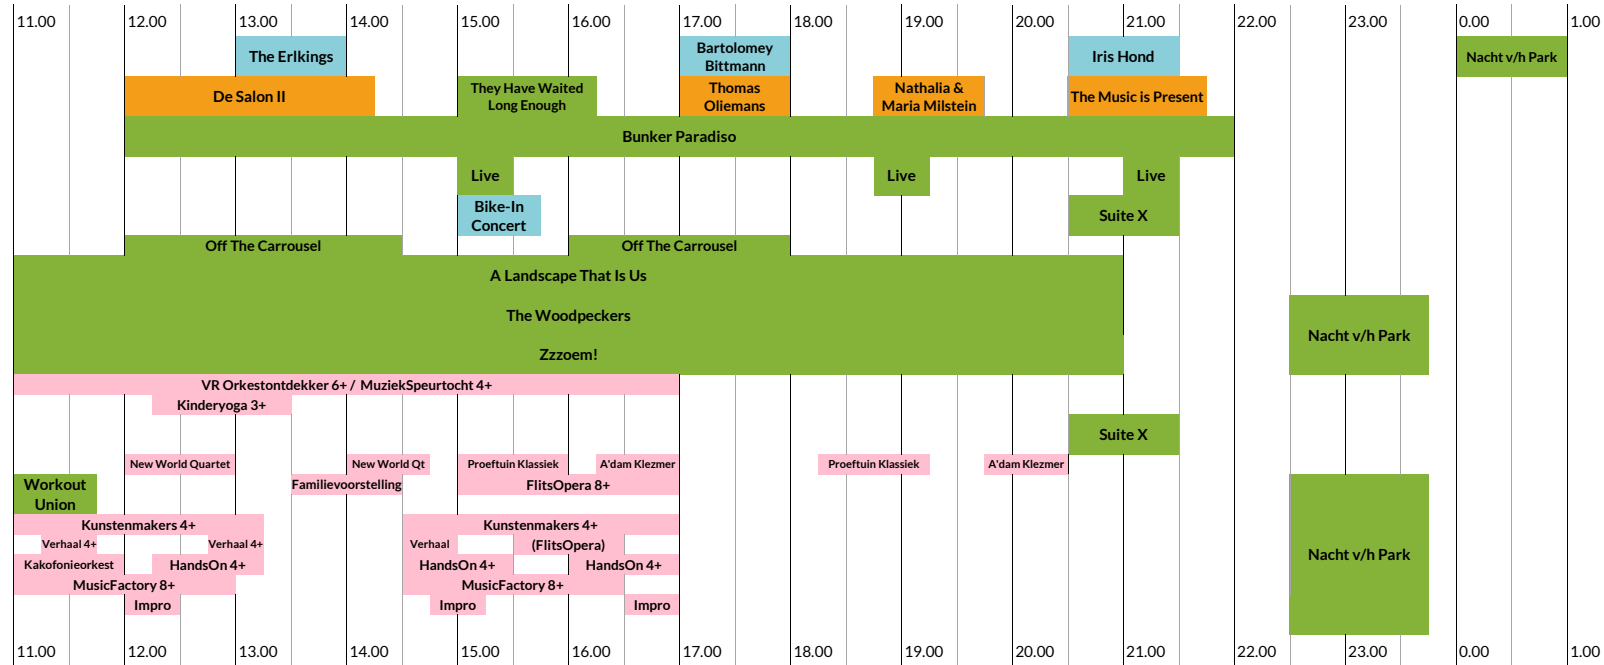 11.00 12.00 13.00 14.00 15.00 16.00 17.00 18.00 19.00 20.00 21.00 22.00 23.00 0.00 1.00
The Erlkings
Bartolomey
Bittmann
Iris Hond
Nacht v/h Park
De Salon II
They Have Waited
Long Enough
Thomas
Oliemans
Nathalia &
Maria Milstein
The Music is Present
Bunker Paradiso
Live Live Live
Bike-In
Concert
Suite X
Off The Carrousel Off The Carrousel
A Landscape That Is Us
The Woodpeckers
Nacht v/h Park
Zzzoem!
VR Orkestontdekker 6+ / MuziekSpeurtocht 4+
Kinderyoga 3+
Suite X
New World Quartet New World Qt Proeftuin Klassiek A'dam Klezmer Proeftuin Klassiek A'dam Klezmer
Workout
Union
Familievoorstelling FlitsOpera 8+
Kunstenmakers 4+ Kunstenmakers 4+
Verhaal 4+ Verhaal 4+ Verhaal (FlitsOpera)
Nacht v/h Park
Kakofonieorkest HandsOn 4+ HandsOn 4+ HandsOn 4+
MusicFactory 8+ MusicFactory 8+
Impro Impro Impro
11.00 12.00 13.00 14.00 15.00 16.00 17.00 18.00 19.00 20.00 21.00 22.00 23.00 0.00 1.00